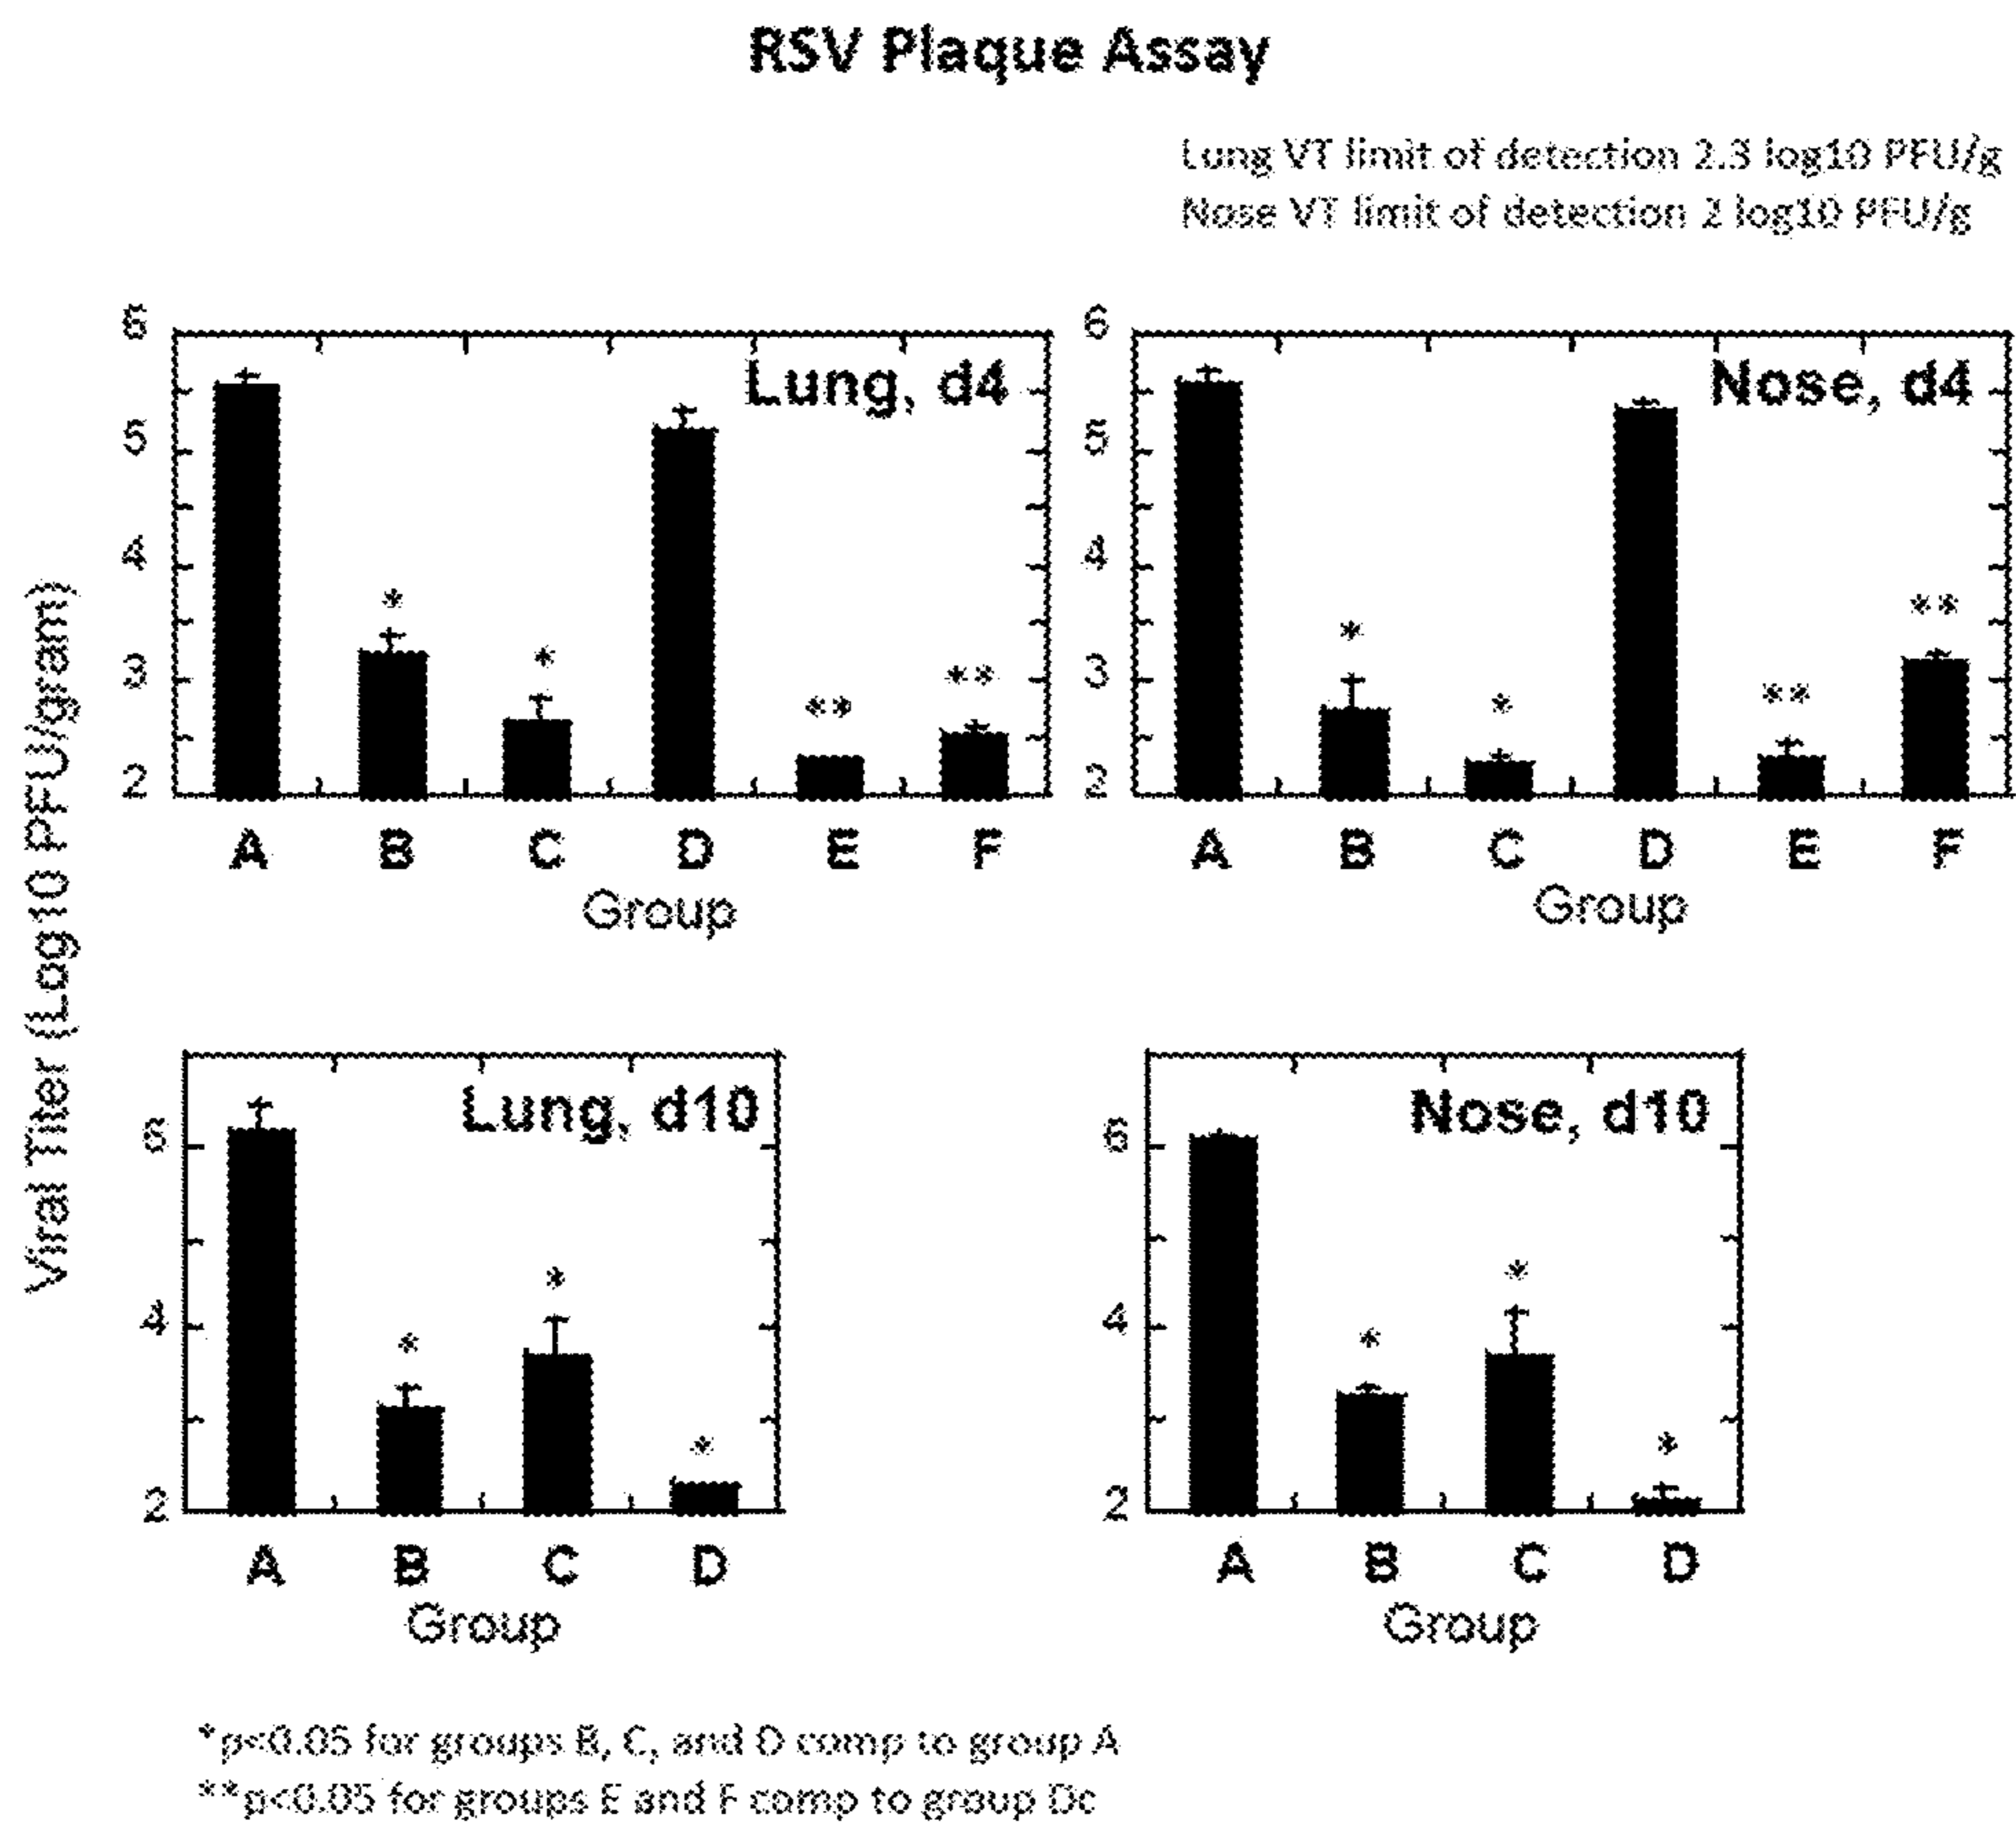 RSV Plaque Assay
Lung VT limit of detection 2.3 log10 PFU/g
Nose VT limit of detection 2 log10 PFU/g
Viral Titer (Log10 PFU/gram)
Lung, d4
6
5
4
3
2
*
*
**
**
A B C D E F
Group
Nose, d4
6
5
4
3
2
*
*
**
**
A B C D E F
Group
Lung, d10
6
4
2
*
*
*
A B C D
Group
Nose, d10
6
4
2
*
*
*
A B C D
Group
*p<0.05 for groups B, C, and D comp to group A
**p<0.05 for groups E and F comp to group Dc